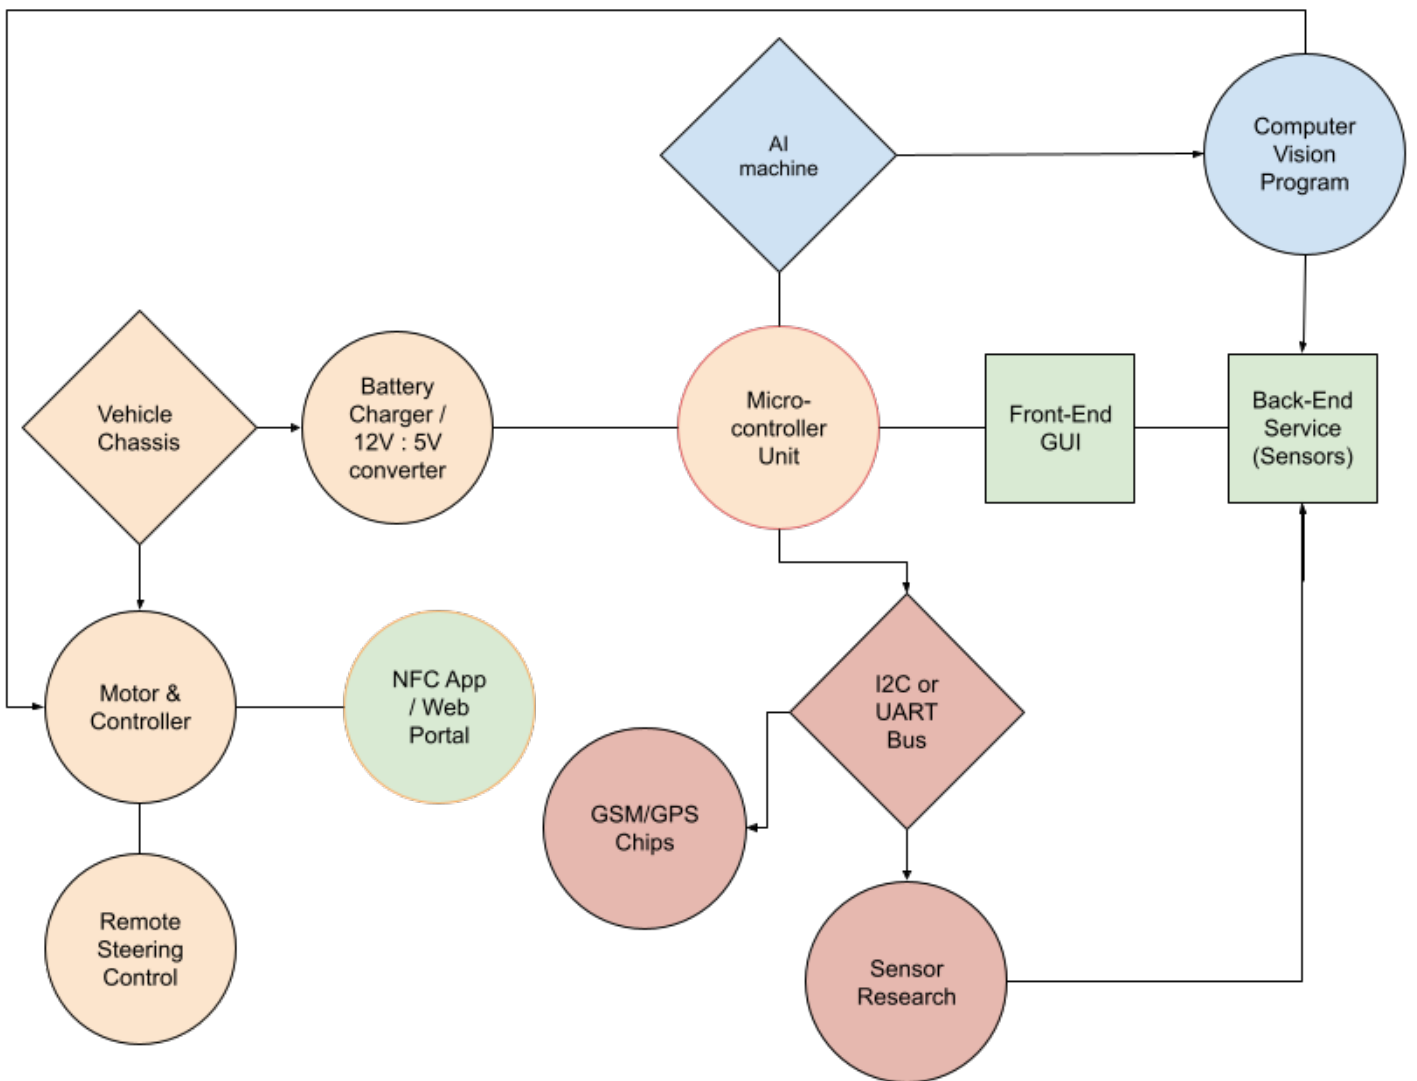 AI
machine
Computer
Vision
Program
Vehicle
Chassis
Battery
Charger /
12V : 5V
converter
Micro-
controller
Unit
Front-End
GUI
Back-End
Service
(Sensors)
Motor &
Controller
NFC App
/ Web
Portal
I2C or
UART
Bus
GSM/GPS
Chips
Remote
Steering
Control
Sensor
Research